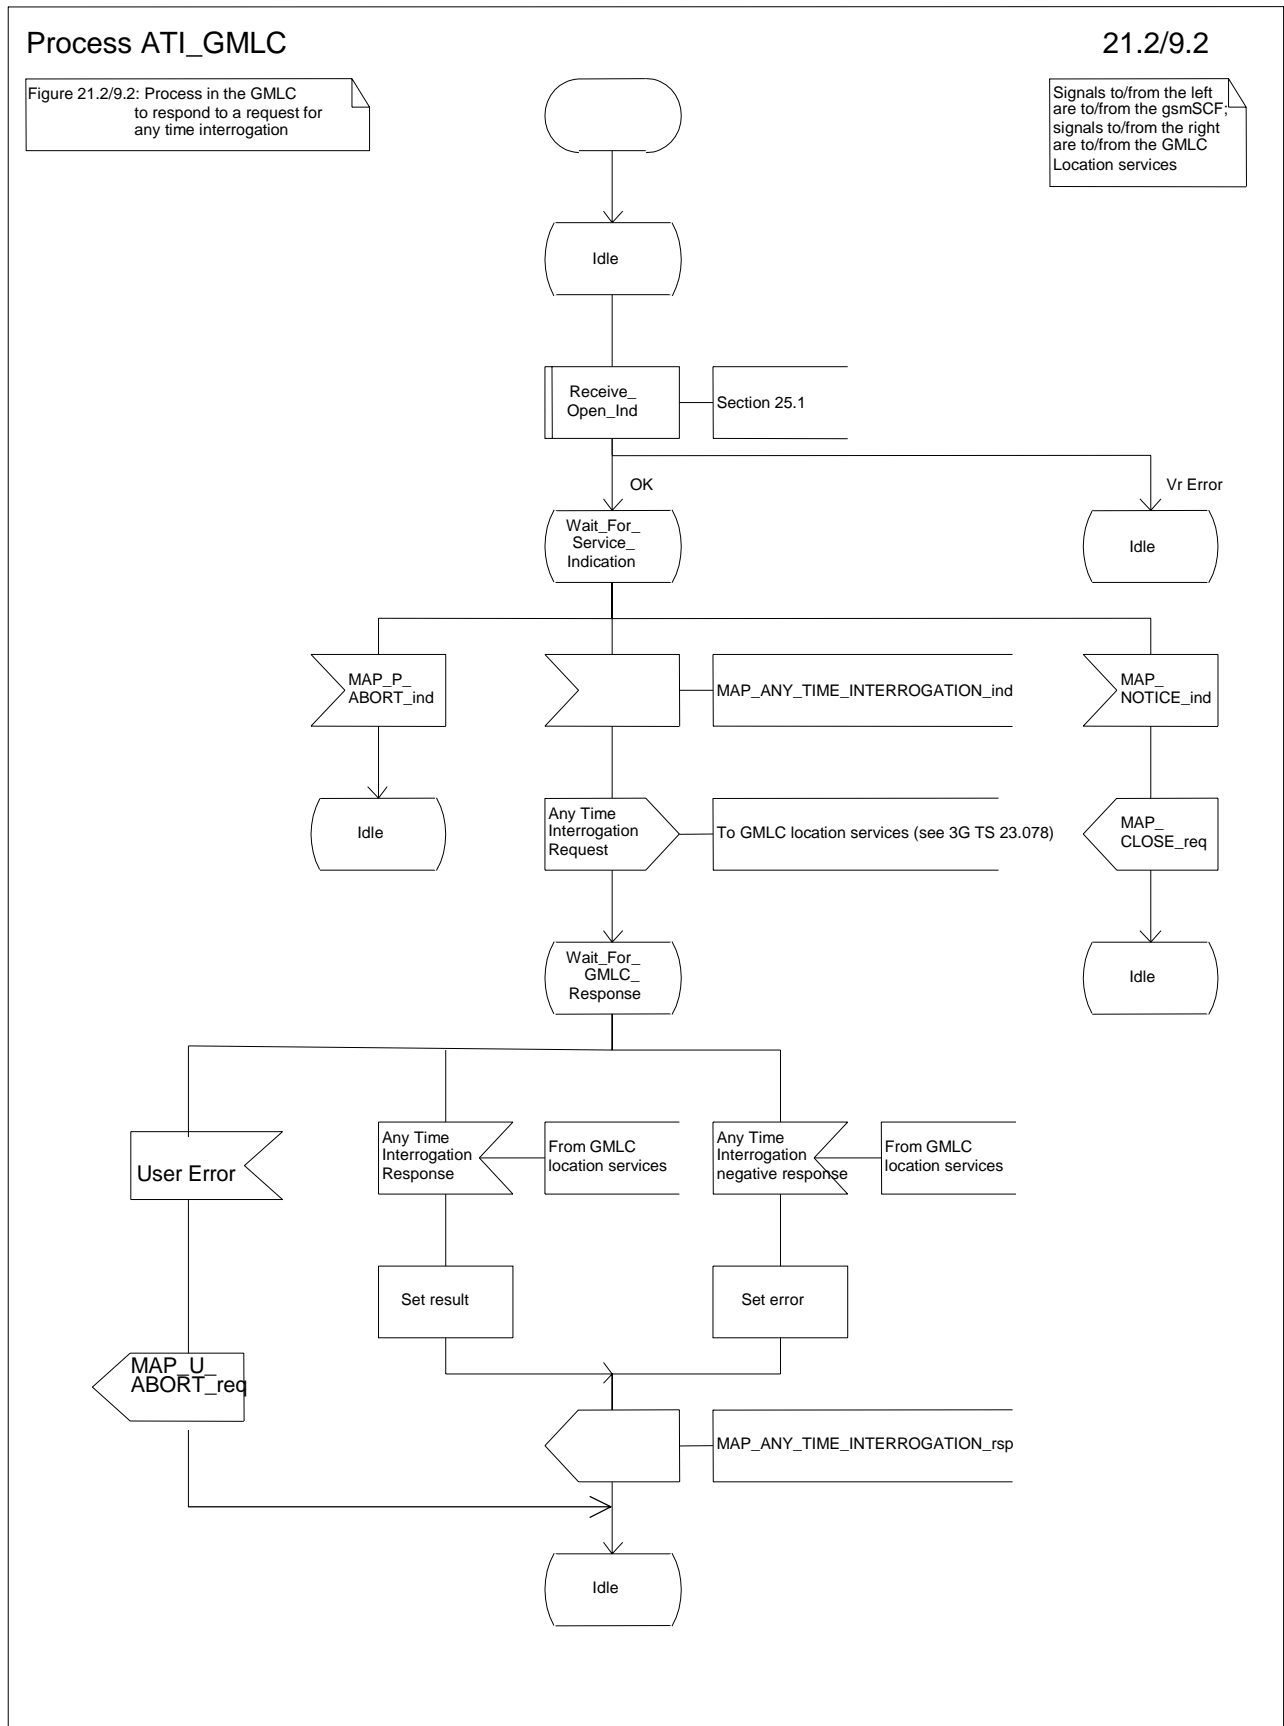 Process ATI_GMLC
21.2/9.2
Figure 21.2/9.2: Process in the GMLC
to respond to a request for
any time interrogation
Signals to/from the left
are to/from the gsmSCF;
signals to/from the right
are to/from the GMLC
Location services
Idle
Receive_
Open_Ind
Section 25.1
OK
Vr Error
Wait_For_
Service_
Indication
Idle
MAP_P_
ABORT_ind
MAP_ANY_TIME_INTERROGATION_ind
MAP_
NOTICE_ind
Idle
Any Time
Interrogation
Request
To GMLC location services (see 3G TS 23.078)
MAP_
CLOSE_req
Wait_For_
GMLC_
Response
Idle
User Error
Any Time
Interrogation
Response
From GMLC
location services
Any Time
Interrogation
negative response
From GMLC
location services
Set result
Set error
MAP_U_
ABORT_req
MAP_ANY_TIME_INTERROGATION_rsp
Idle